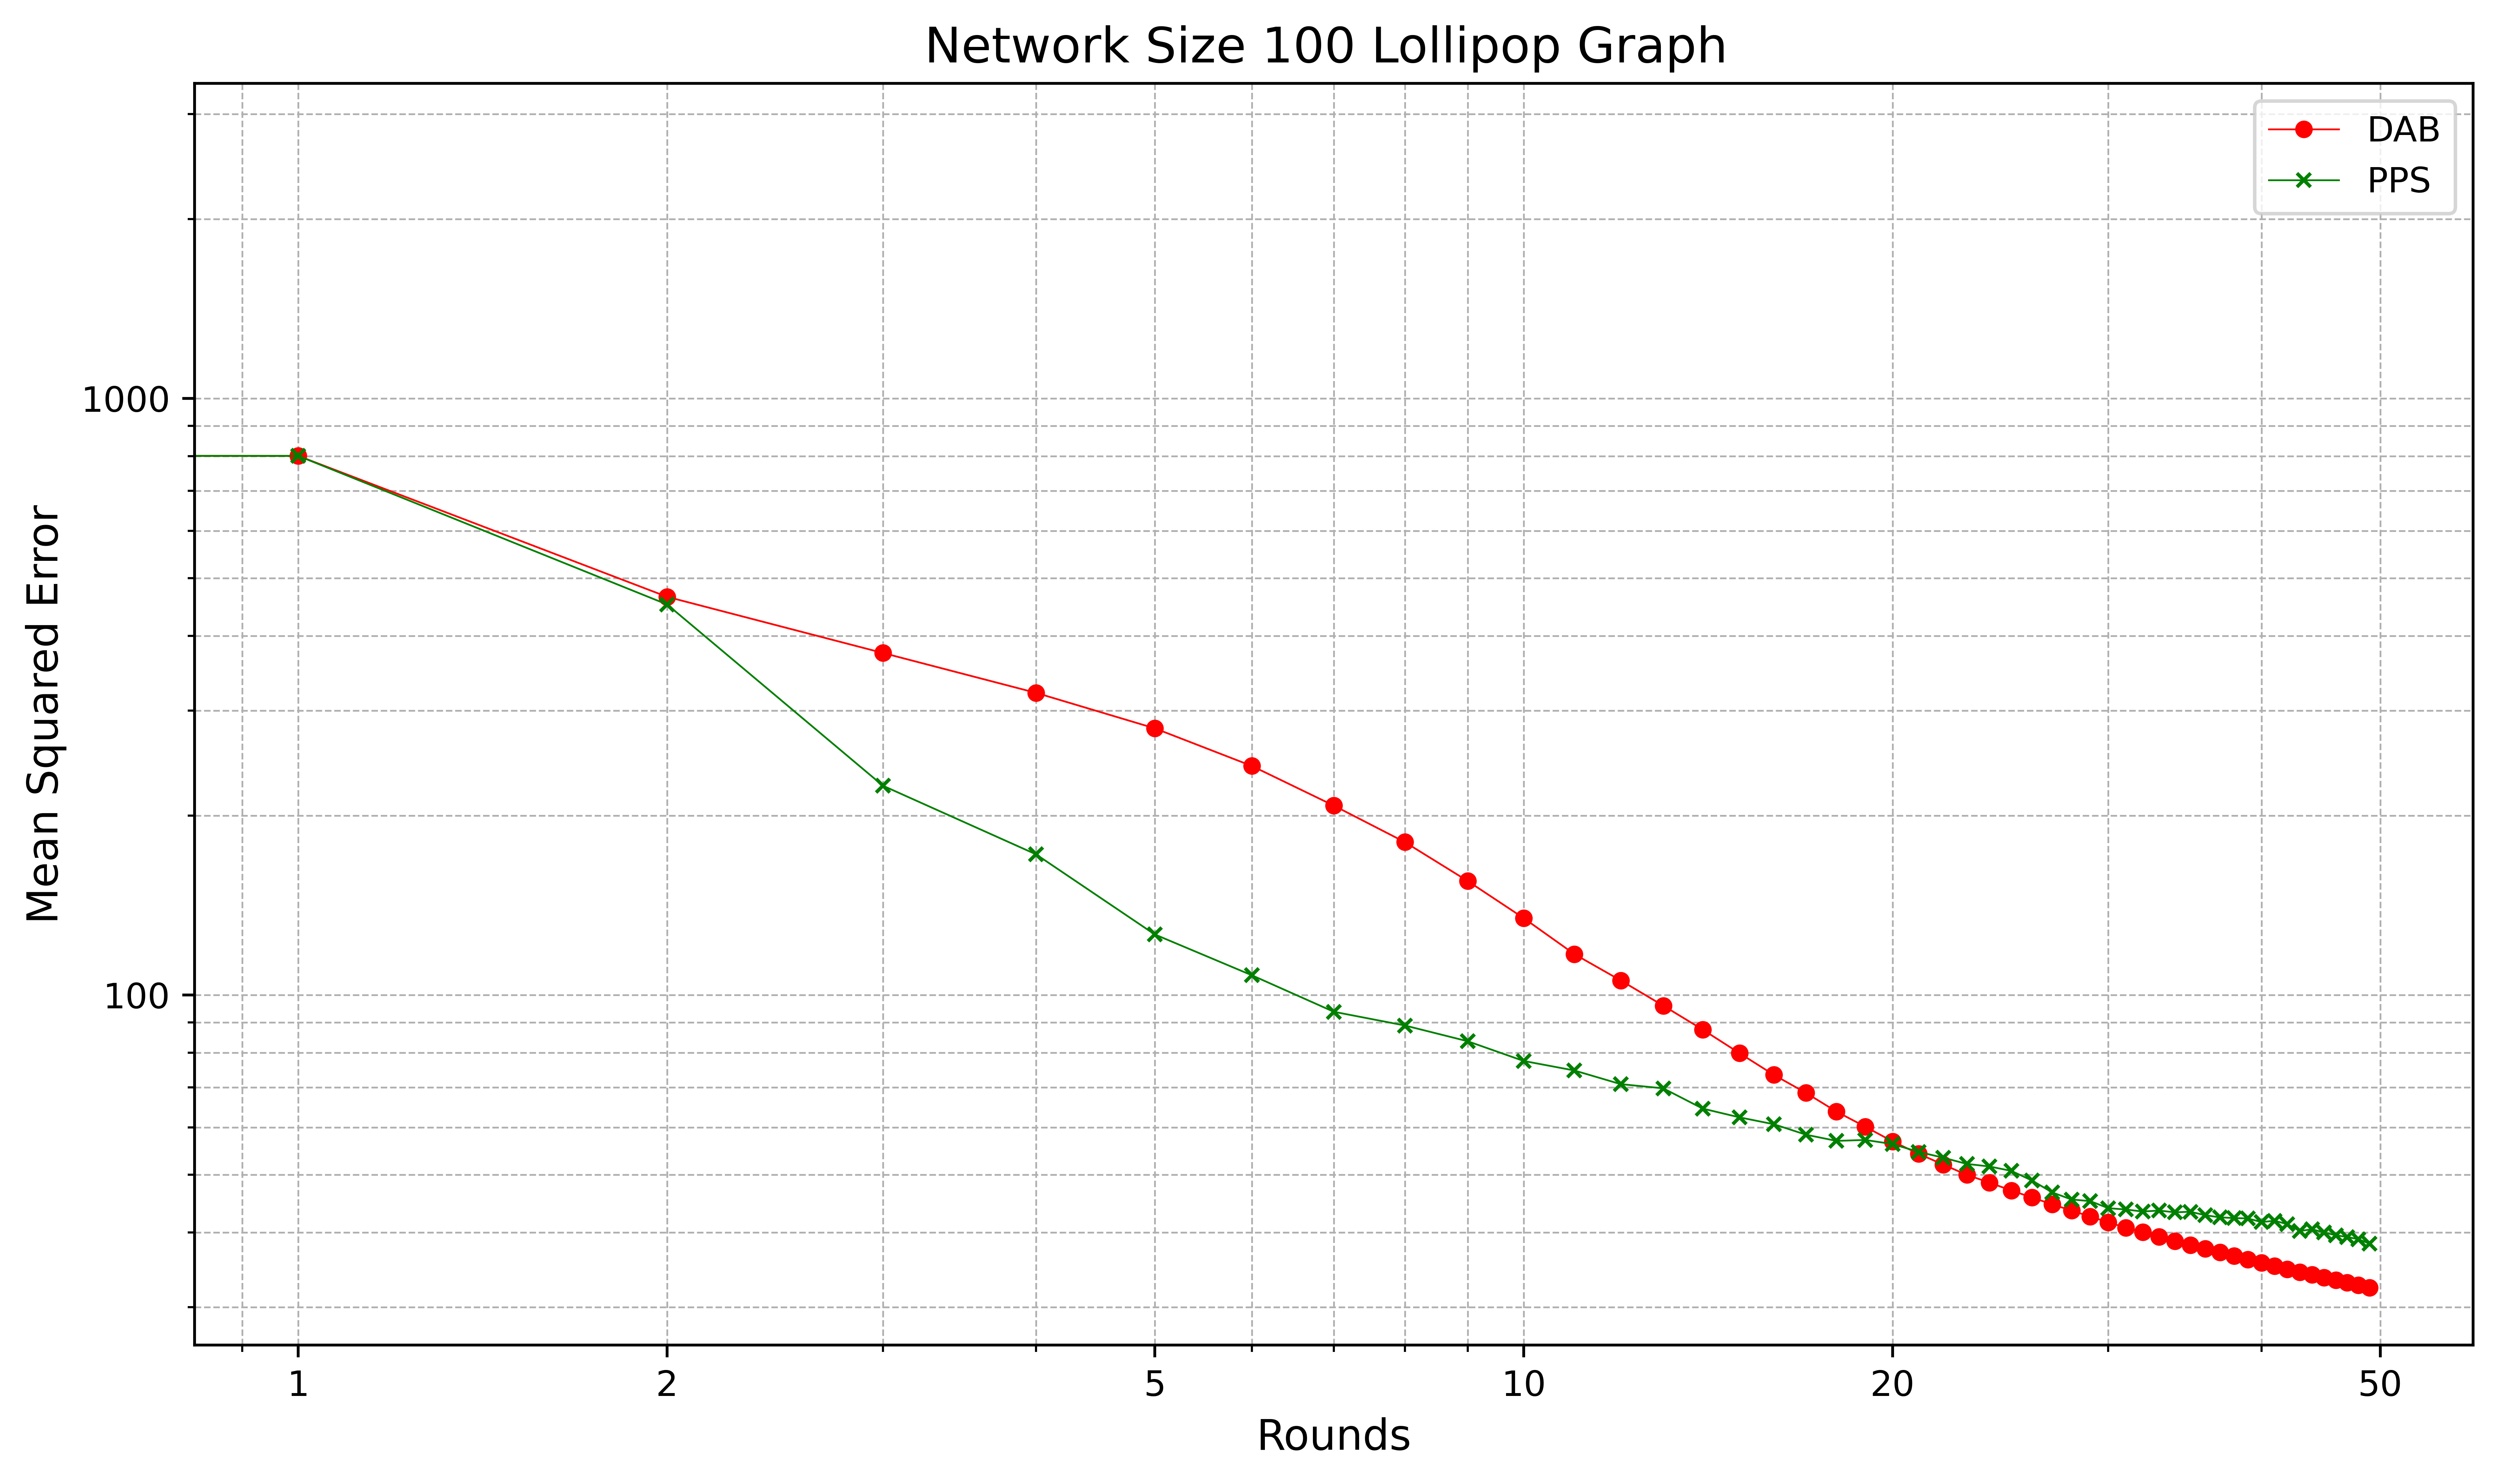 Network Size 100 Lollipop Graph
DAB
PPS
Mean Squared Error
1000
100
1 2 5 10 20 50
Rounds